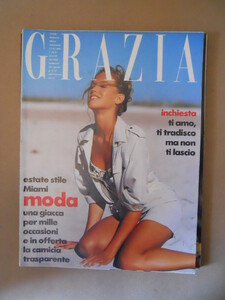 GRAZIA
inchiesta
ti amo,
ti tradisco
ma non
ti lascio
estate stile
Miami
moda
una giacca
per mille
occasioni
e in offerta
la camicia
trasparente